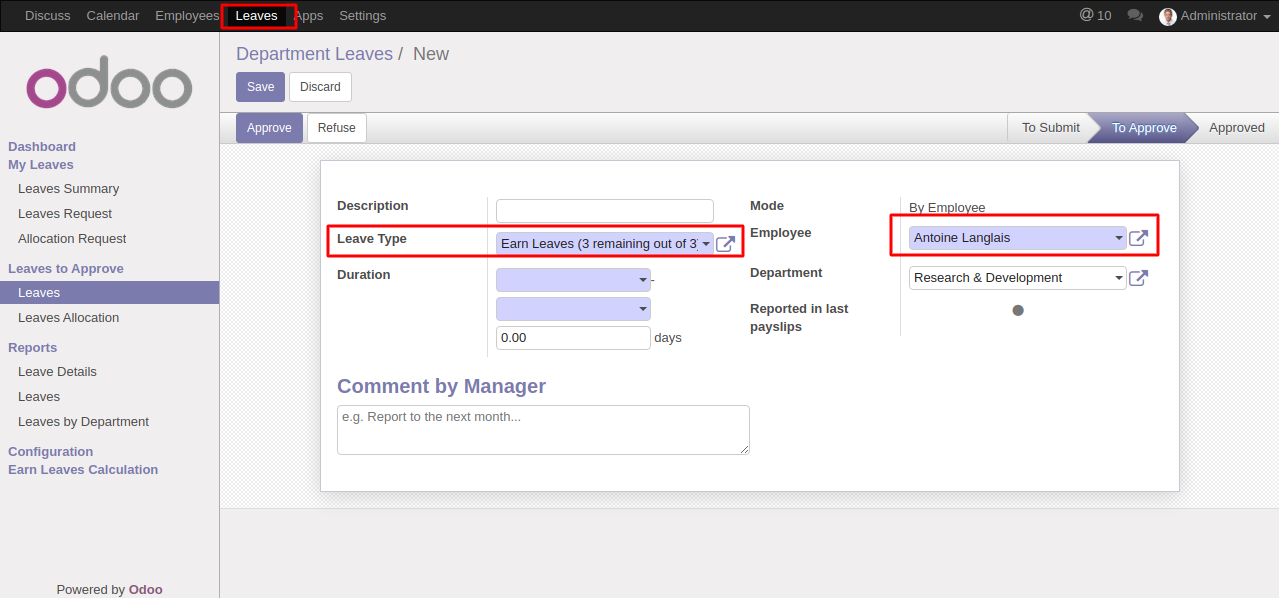 Discuss Calendar Employees Leaves Apps Settings @ 10 Administrator
odoo
Dashboard
My Leaves
Leaves Summary
Leaves Request
Allocation Request
Leaves to Approve
Leaves
Leaves Allocation
Reports
Leave Details
Leaves
Leaves by Department
Configuration
Earn Leaves Calculation
Powered by Odoo
Department Leaves / New
Save Discard
Approve Refuse To Submit To Approve Approved
Description
Leave Type Earn Leaves (3 remaining out of 3)
Duration -
0.00 days
Mode By Employee
Employee Antoine Langlais
Department Research & Development
Reported in last
payslips
Comment by Manager
e.g. Report to the next month...